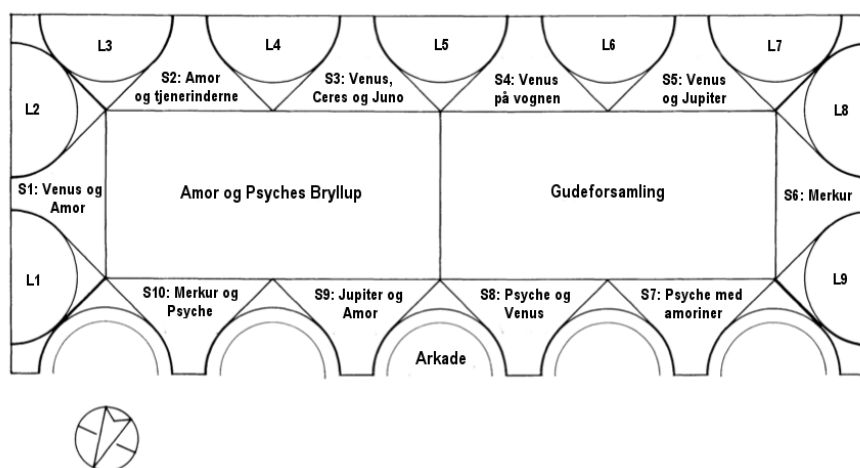 L3
L4
L5
L6
L7
S2: Amor
og tjenerinderne
S3: Venus,
Ceres og Juno
S4: Venus
på vognen
S5: Venus
og Jupiter
L2
L8
S1: Venus og
Amor
Amor og Psyches Bryllup
Gudeforsamling
S6: Merkur
L1
L9
S10: Merkur og
Psyche
S9: Jupiter og
Amor
S8: Psyche og
Venus
S7: Psyche med
amoriner
Arkade